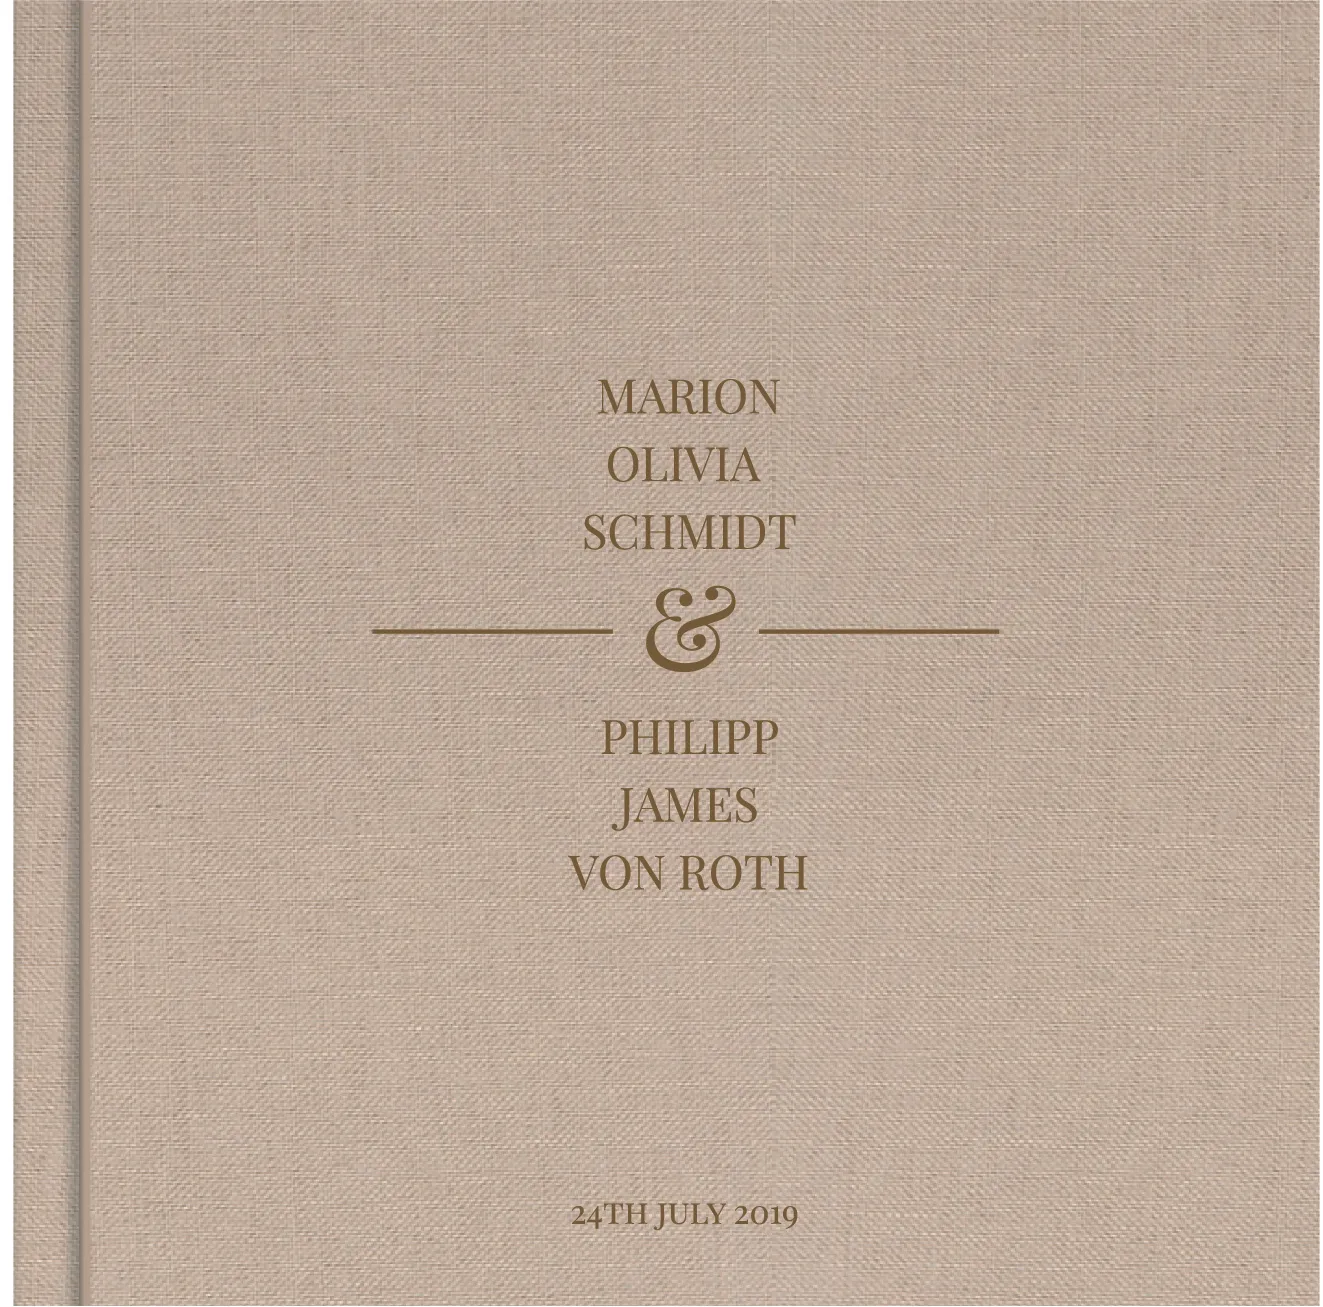 MARION
OLIVIA
SCHMIDT
&
PHILIPP
JAMES
VON ROTH
24TH JULY 2019